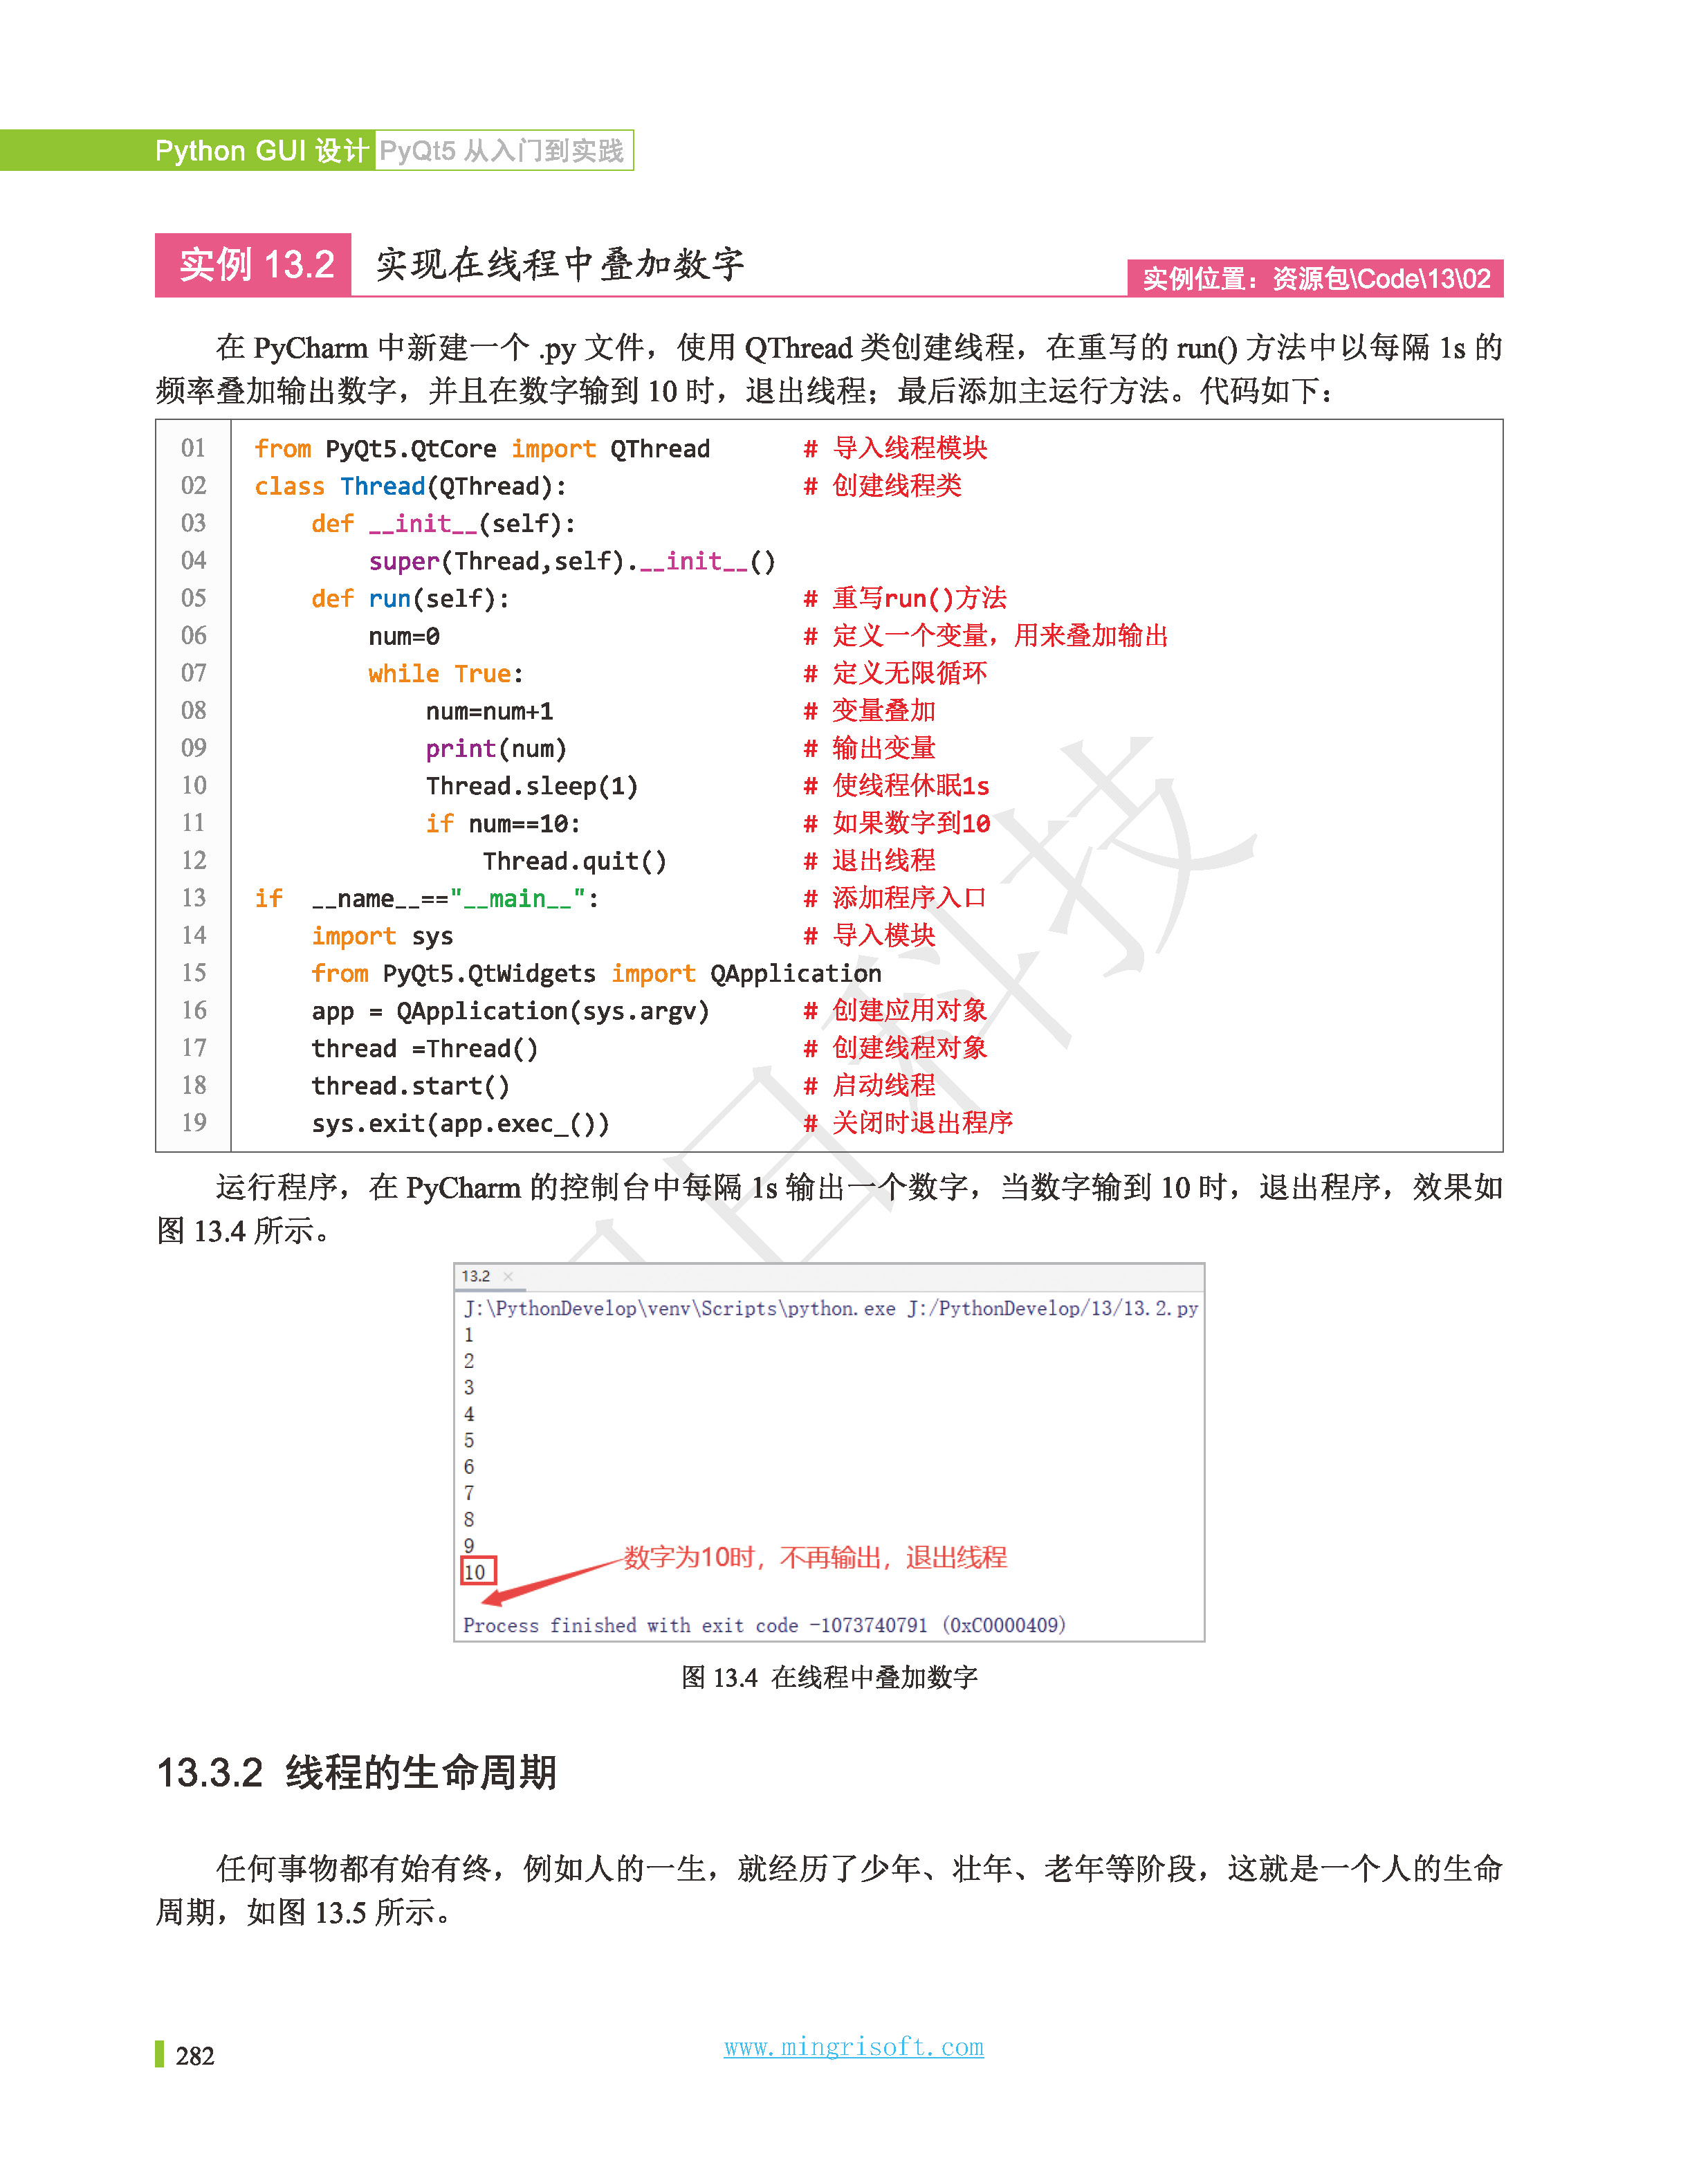 Python GUI 设计 PyQt5 从入门到实践
实例 13.2 实现在线程中叠加数字
实例位置：资源包\Code\13\02
在 PyCharm 中新建一个 .py 文件，使用 QThread 类创建线程，在重写的 run() 方法中以每隔 1s 的
频率叠加输出数字，并且在数字输到 10 时，退出线程；最后添加主运行方法。代码如下：
01 from PyQt5.QtCore import QThread # 导入线程模块
02 class Thread(QThread): # 创建线程类
03 def __init__(self):
04 super(Thread,self).__init__()
05 def run(self): # 重写run()方法
06 num=0 # 定义一个变量，用来叠加输出
07 while True: # 定义无限循环
08 num=num+1 # 变量叠加
09 print(num) # 输出变量
10 Thread.sleep(1) # 使线程休眠1s
11 if num==10: # 如果数字到10
12 Thread.quit() # 退出线程
13 if __name__=="__main__": # 添加程序入口
14 import sys # 导入模块
15 from PyQt5.QtWidgets import QApplication
16 app = QApplication(sys.argv) # 创建应用对象
17 thread =Thread() # 创建线程对象
18 thread.start() # 启动线程
19 sys.exit(app.exec_()) # 关闭时退出程序
运行程序，在 PyCharm 的控制台中每隔 1s 输出一个数字，当数字输到 10 时，退出程序，效果如
图 13.4 所示。
13.2 ×
J:\PythonDevelop\venv\Scripts\python.exe J:/PythonDevelop/13/13.2.py
1
2
3
4
5
6
7
8
9
10
数字为10时，不再输出，退出线程
Process finished with exit code -1073740791 (0xC0000409)
图 13.4 在线程中叠加数字
13.3.2 线程的生命周期
任何事物都有始有终，例如人的一生，就经历了少年、壮年、老年等阶段，这就是一个人的生命
周期，如图 13.5 所示。
282
www.mingrisoft.com